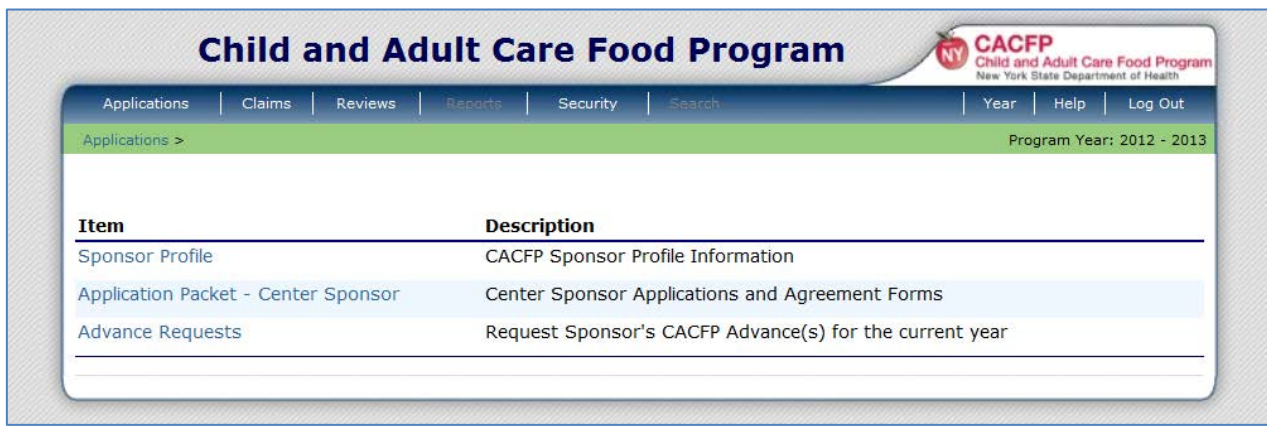 Child and Adult Care Food Program
NY
CACFP
Child and Adult Care Food Program
New York State Department of Health
Applications Claims Reviews Reports Security Search Year Help Log Out
Applications > Program Year: 2012 - 2013
Item Description
Sponsor Profile CACFP Sponsor Profile Information
Application Packet - Center Sponsor Center Sponsor Applications and Agreement Forms
Advance Requests Request Sponsor's CACFP Advance(s) for the current year